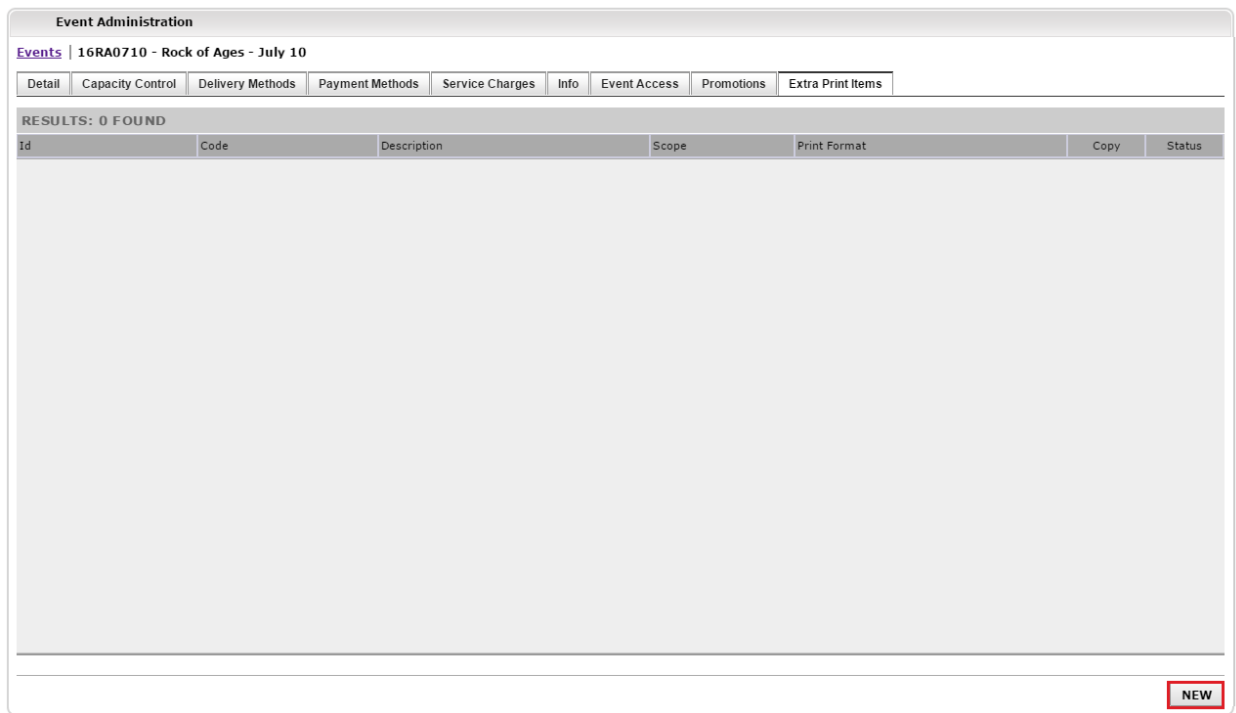 Event Administration
Events | 16RA0710 - Rock of Ages - July 10
Detail Capacity Control Delivery Methods Payment Methods Service Charges Info Event Access Promotions Extra Print Items
RESULTS: 0 FOUND
Id Code Description Scope Print Format Copy Status
NEW